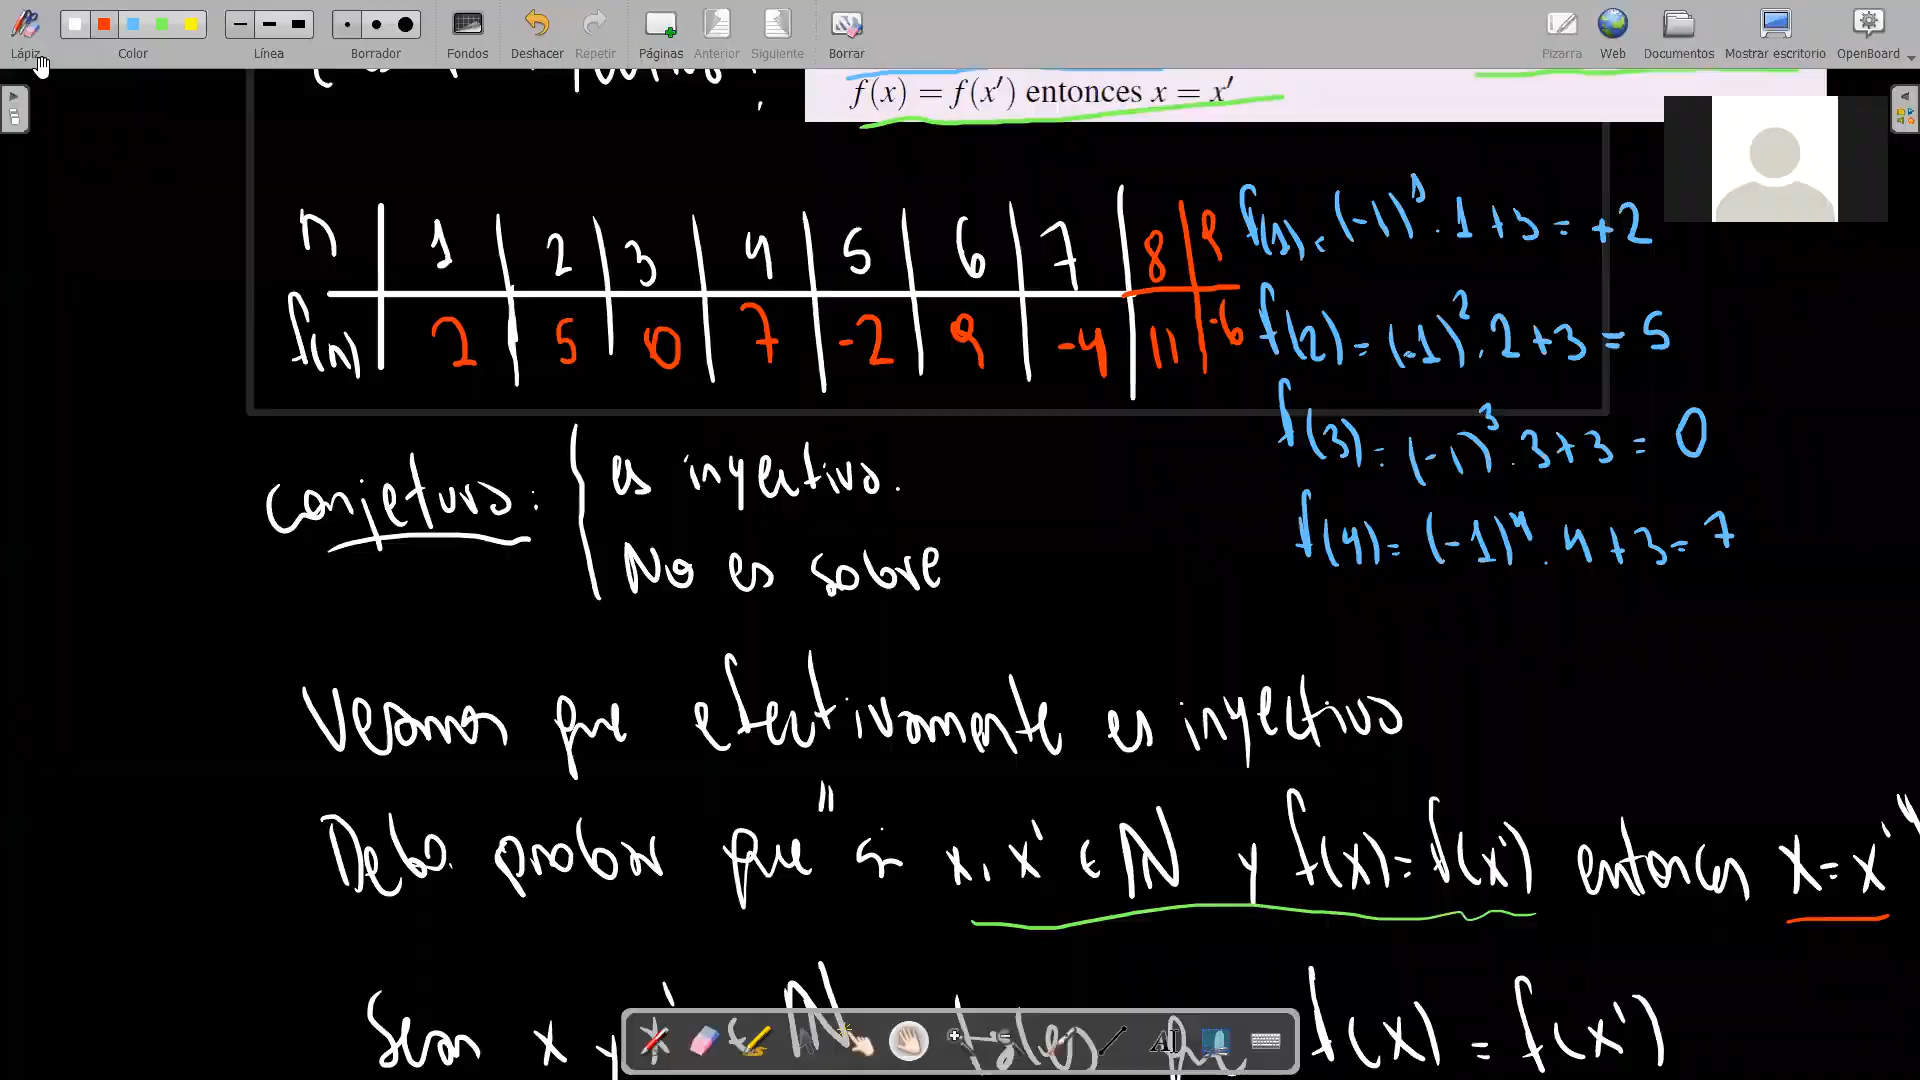 Lápiz Color Línea Borrador Fondos Deshacer Repetir Páginas Anterior Siguiente Borrar Pizarra Web Documentos Mostrar escritorio OpenBoard
f(x) = f(x′) entonces x = x′
n 1 2 3 4 5 6 7 8 9
f(n) 2 5 0 7 -2 9 -4 11 -6
f(1) = (-1)^1 . 1 + 3 = +2
f(2) = (-1)^2 . 2 + 3 = 5
f(3) = (-1)^3 . 3 + 3 = 0
f(4) = (-1)^4 . 4 + 3 = 7
Conjetura: { es inyectiva.
No es sobre
Veamos que efectivamente es inyectiva
Debo probar que " si x, x' ∈ ℕ y f(x) = f(x') entonces x = x' "
Sean x y x' ∈ ℕ tales que f(x) = f(x')